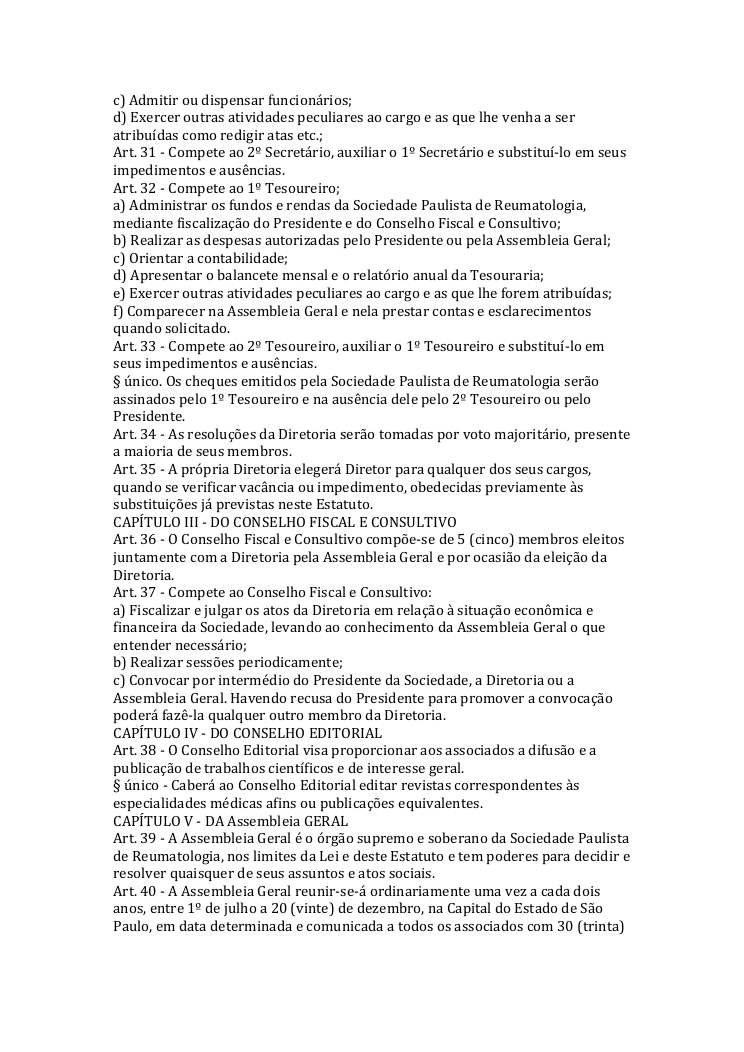 c) Admitir ou dispensar funcionários;
d) Exercer outras atividades peculiares ao cargo e as que lhe venha a ser
atribuídas como redigir atas etc.;
Art. 31 - Compete ao 2º Secretário, auxiliar o 1º Secretário e substituí-lo em seus
impedimentos e ausências.
Art. 32 - Compete ao 1º Tesoureiro;
a) Administrar os fundos e rendas da Sociedade Paulista de Reumatologia,
mediante fiscalização do Presidente e do Conselho Fiscal e Consultivo;
b) Realizar as despesas autorizadas pelo Presidente ou pela Assembleia Geral;
c) Orientar a contabilidade;
d) Apresentar o balancete mensal e o relatório anual da Tesouraria;
e) Exercer outras atividades peculiares ao cargo e as que lhe forem atribuídas;
f) Comparecer na Assembleia Geral e nela prestar contas e esclarecimentos
quando solicitado.
Art. 33 - Compete ao 2º Tesoureiro, auxiliar o 1º Tesoureiro e substituí-lo em
seus impedimentos e ausências.
§ único. Os cheques emitidos pela Sociedade Paulista de Reumatologia serão
assinados pelo 1º Tesoureiro e na ausência dele pelo 2º Tesoureiro ou pelo
Presidente.
Art. 34 - As resoluções da Diretoria serão tomadas por voto majoritário, presente
a maioria de seus membros.
Art. 35 - A própria Diretoria elegerá Diretor para qualquer dos seus cargos,
quando se verificar vacância ou impedimento, obedecidas previamente às
substituições já previstas neste Estatuto.
CAPÍTULO III - DO CONSELHO FISCAL E CONSULTIVO
Art. 36 - O Conselho Fiscal e Consultivo compõe-se de 5 (cinco) membros eleitos
juntamente com a Diretoria pela Assembleia Geral e por ocasião da eleição da
Diretoria.
Art. 37 - Compete ao Conselho Fiscal e Consultivo:
a) Fiscalizar e julgar os atos da Diretoria em relação à situação econômica e
financeira da Sociedade, levando ao conhecimento da Assembleia Geral o que
entender necessário;
b) Realizar sessões periodicamente;
c) Convocar por intermédio do Presidente da Sociedade, a Diretoria ou a
Assembleia Geral. Havendo recusa do Presidente para promover a convocação
poderá fazê-la qualquer outro membro da Diretoria.
CAPÍTULO IV - DO CONSELHO EDITORIAL
Art. 38 - O Conselho Editorial visa proporcionar aos associados a difusão e a
publicação de trabalhos científicos e de interesse geral.
§ único - Caberá ao Conselho Editorial editar revistas correspondentes às
especialidades médicas afins ou publicações equivalentes.
CAPÍTULO V - DA Assembleia GERAL
Art. 39 - A Assembleia Geral é o órgão supremo e soberano da Sociedade Paulista
de Reumatologia, nos limites da Lei e deste Estatuto e tem poderes para decidir e
resolver quaisquer de seus assuntos e atos sociais.
Art. 40 - A Assembleia Geral reunir-se-á ordinariamente uma vez a cada dois
anos, entre 1º de julho a 20 (vinte) de dezembro, na Capital do Estado de São
Paulo, em data determinada e comunicada a todos os associados com 30 (trinta)